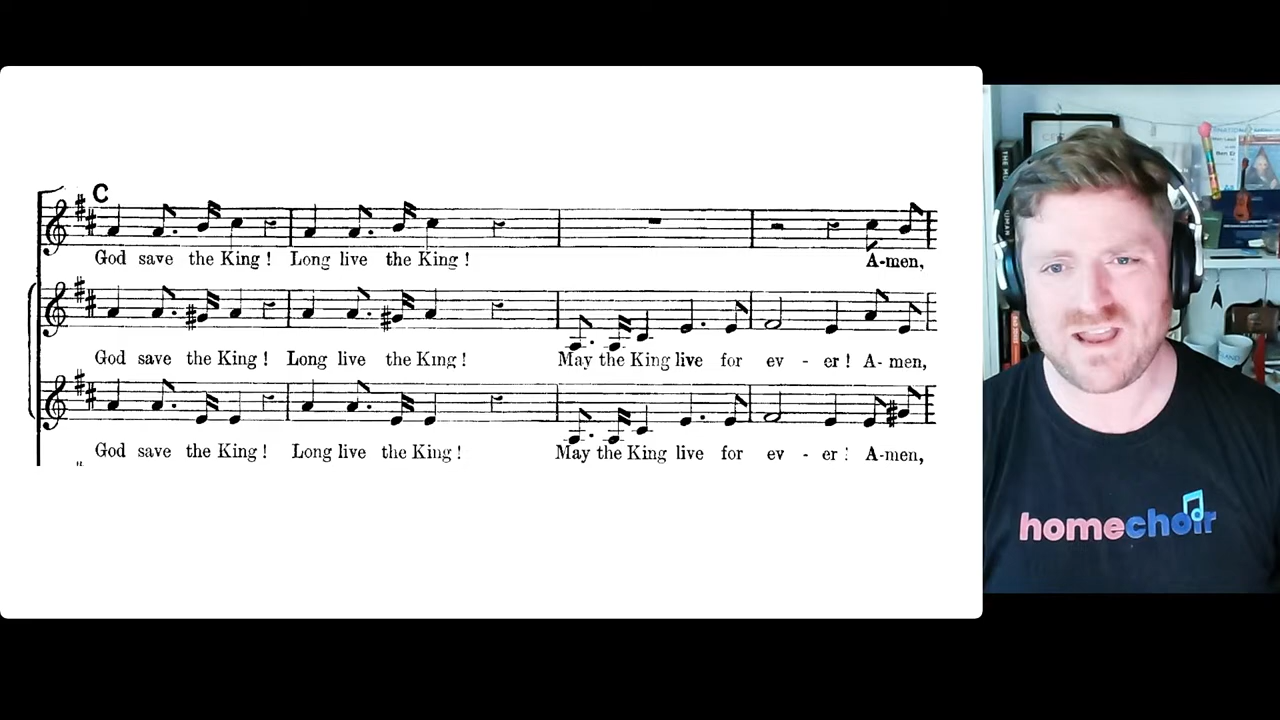 C
God save the King! Long live the King!
A-men,
God save the King! Long live the King! May the King live for ev - er! A- men,
God save the King! Long live the King! May the King live for ev - er! A-men,
homechoir